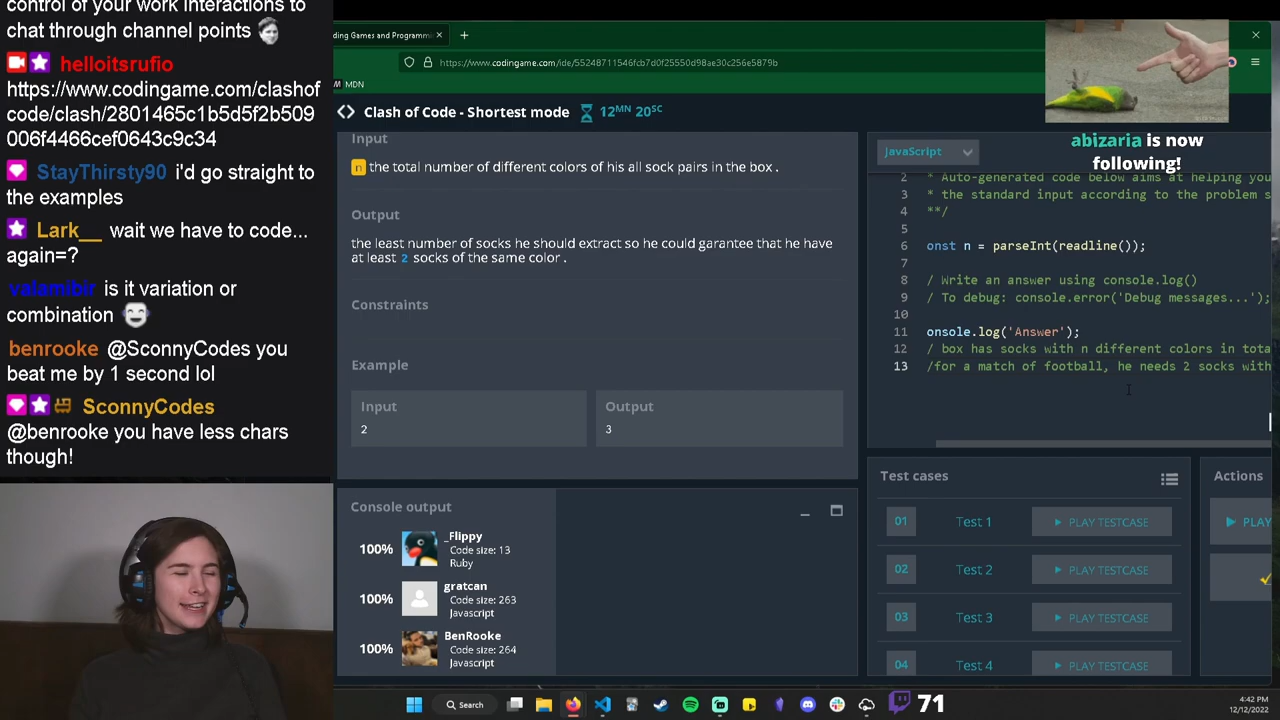 control of your work interactions to
chat through channel points
helloitsrufio
https://www.codingame.com/clashof
code/clash/2801465c1b5d5f2b509
006f4466cef0643c9c34
StayThirsty90 i'd go straight to
the examples
Lark__ wait we have to code...
again=?
valamibir is it variation or
combination
benrooke @SconnyCodes you
beat me by 1 second lol
SconnyCodes
@benrooke you have less chars
though!
ding Games and Programmi
https://www.codingame.com/ide/55248711546fcb7d0f25550d98ae30c256e5879b
MDN
Clash of Code - Shortest mode 12MN 20SC
Input
n the total number of different colors of his all sock pairs in the box .
Output
the least number of socks he should extract so he could garantee that he have
at least 2 socks of the same color .
Constraints
Example
Input
2
Output
3
Console output
100% _Flippy
Code size: 13
Ruby
100% gratcan
Code size: 263
Javascript
100% BenRooke
Code size: 264
Javascript
abizaria is now
following!
JavaScript
2 * Auto-generated code below aims at helping you
3 * the standard input according to the problem s
4 **/
5
6 onst n = parseInt(readline());
7
8 / Write an answer using console.log()
9 / To debug: console.error('Debug messages...');
10
11 onsole.log('Answer');
12 / box has socks with n different colors in tota
13 /for a match of football, he needs 2 socks with
Test cases
01 Test 1 PLAY TESTCASE
02 Test 2 PLAY TESTCASE
03 Test 3 PLAY TESTCASE
04 Test 4 PLAY TESTCASE
Actions
PLAY
Search
71
4:42 PM
12/12/2022